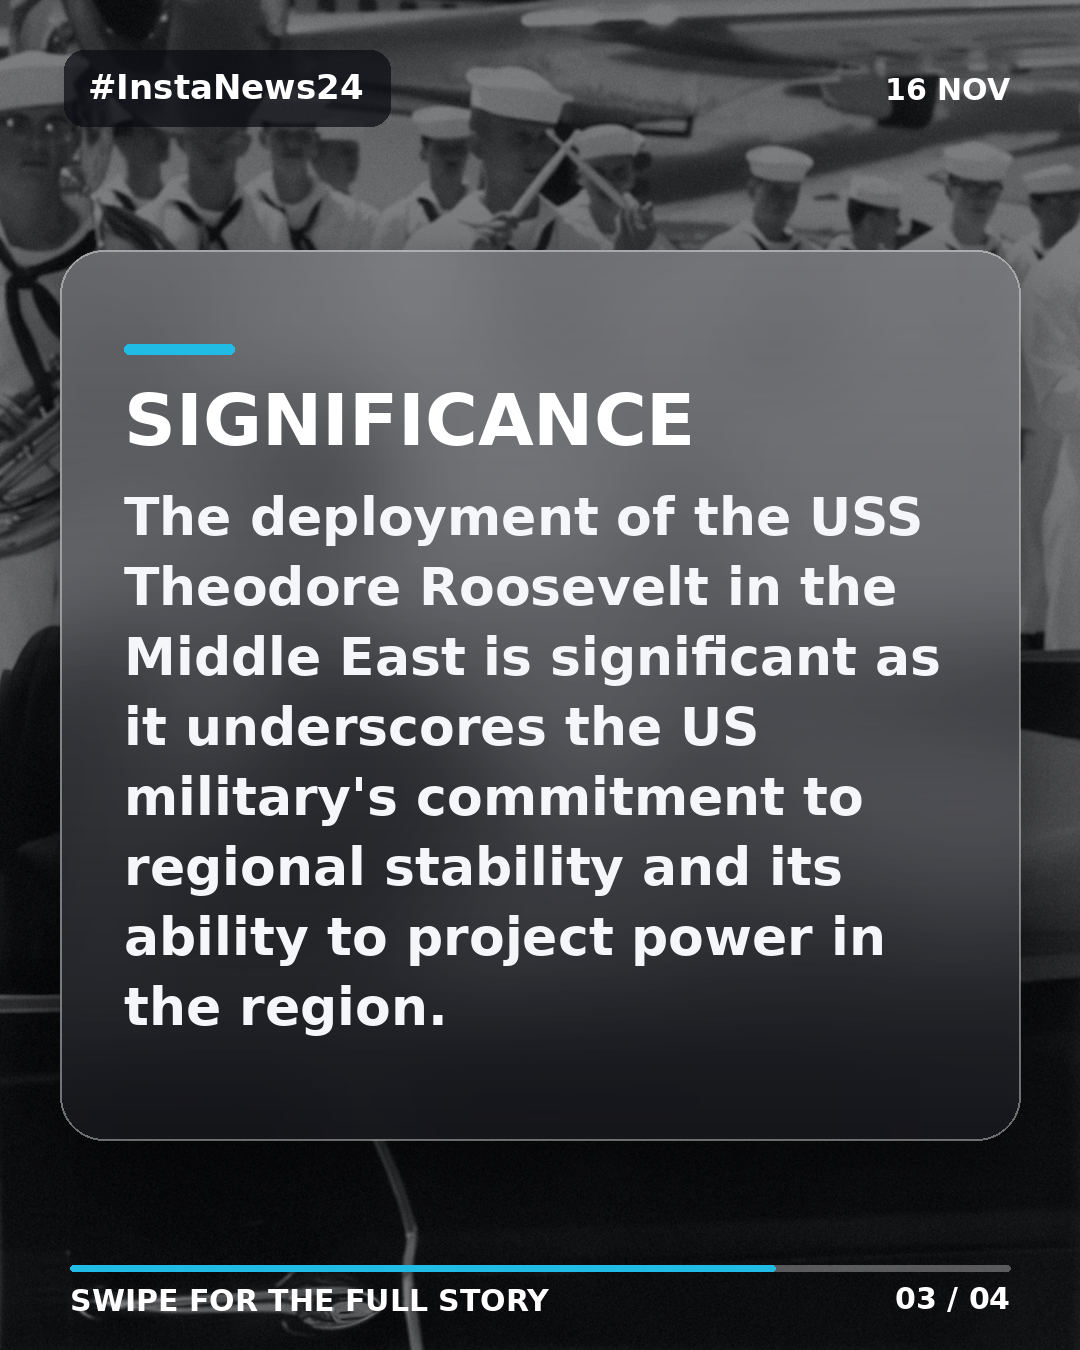 #InstaNews24
16 NOV
SIGNIFICANCE
The deployment of the USS
Theodore Roosevelt in the
Middle East is significant as
it underscores the US
military's commitment to
regional stability and its
ability to project power in
the region.
SWIPE FOR THE FULL STORY
03 / 04